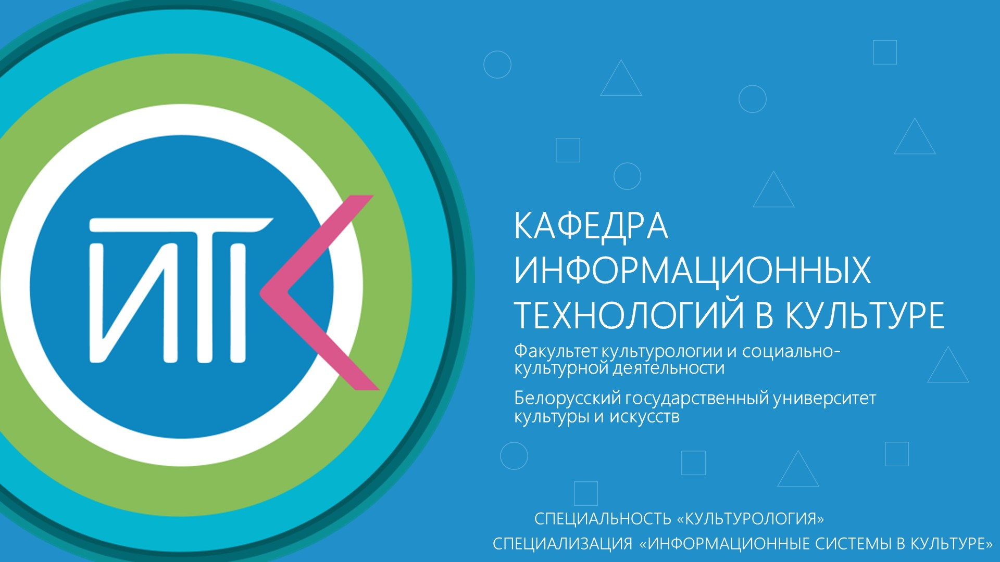 ИТК
КАФЕДРА
ИНФОРМАЦИОННЫХ
ТЕХНОЛОГИЙ В КУЛЬТУРЕ
Факультет культурологии и социально-
культурной деятельности
Белорусский государственный университет
культуры и искусств
СПЕЦИАЛЬНОСТЬ «КУЛЬТУРОЛОГИЯ»
СПЕЦИАЛИЗАЦИЯ «ИНФОРМАЦИОННЫЕ СИСТЕМЫ В КУЛЬТУРЕ»